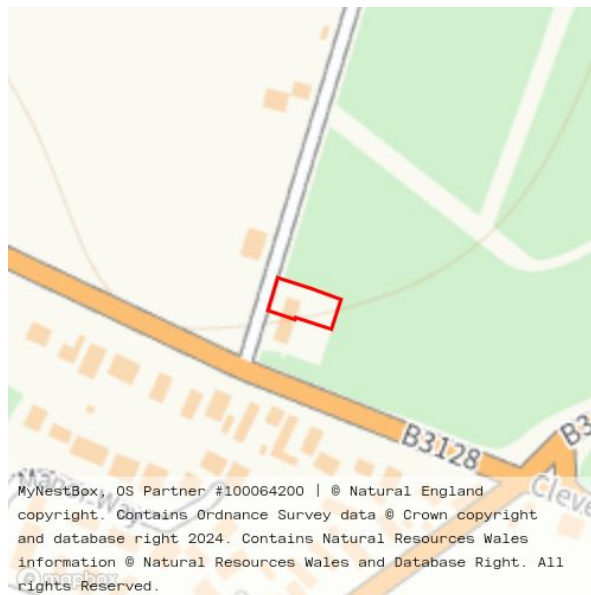 B3128
B3
Cleve
MyNestBox, OS Partner #100064200 | © Natural England
copyright. Contains Ordnance Survey data © Crown copyright
and database right 2024. Contains Natural Resources Wales
information © Natural Resources Wales and Database Right. All
rights Reserved.
© mapbox